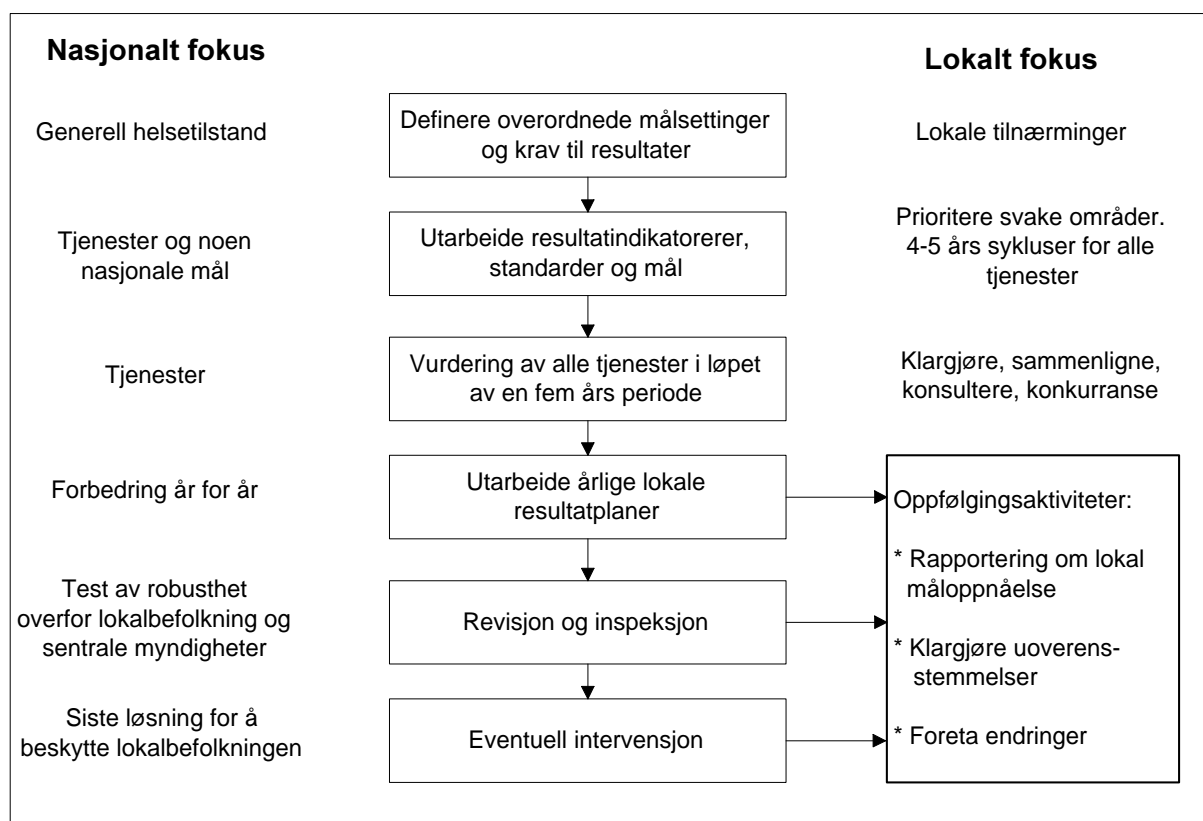 Nasjonalt fokus
Lokalt fokus
Generell helsetilstand
Definere overordnede målsettinger
og krav til resultater
Lokale tilnærminger
Tjenester og noen
nasjonale mål
Utarbeide resultatindikatorerer,
standarder og mål
Prioritere svake områder.
4-5 års sykluser for alle
tjenester
Tjenester
Vurdering av alle tjenester i løpet
av en fem års periode
Klargjøre, sammenligne,
konsultere, konkurranse
Forbedring år for år
Utarbeide årlige lokale
resultatplaner
Test av robusthet
overfor lokalbefolkning og
sentrale myndigheter
Revisjon og inspeksjon
Siste løsning for å
beskytte lokalbefolkningen
Eventuell intervensjon
Oppfølgingsaktiviteter:
* Rapportering om lokal
måloppnåelse
* Klargjøre uoverens-
stemmelser
* Foreta endringer